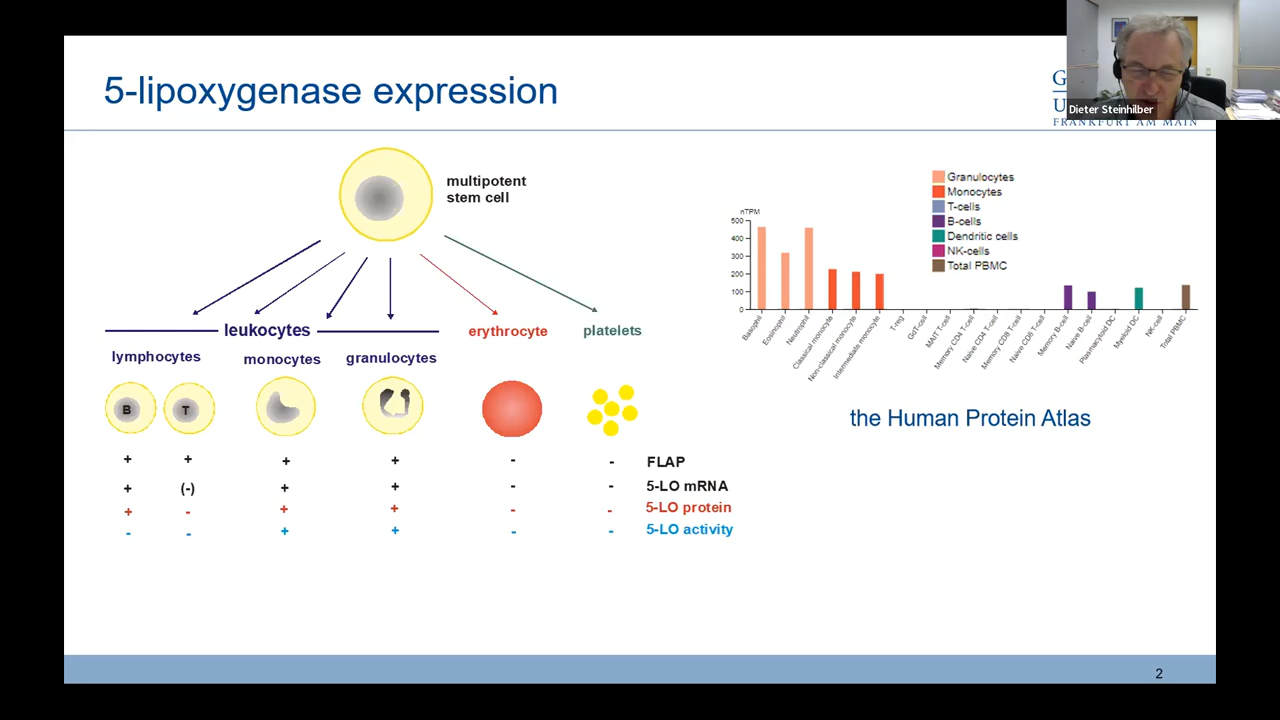 5-lipoxygenase expression
G
U
FRANKFURT AM MAIN
Dieter Steinhilber
multipotent
stem cell
leukocytes
erythrocyte
platelets
lymphocytes
monocytes
granulocytes
B
T
+ + + + - - FLAP
+ (-) + + - - 5-LO mRNA
+ - + + - - 5-LO protein
- - + + - - 5-LO activity
Granulocytes
Monocytes
T-cells
B-cells
Dendritic cells
NK-cells
Total PBMC
nTPM
500
400
300
200
100
0
Basophil
Eosinophil
Neutrophil
Classical monocyte
Non-classical monocyte
Intermediate monocyte
T-reg
GdT-cell
MAIT T-cell
Memory CD4 T-cell
Naive CD4 T-cell
Memory CD8 T-cell
Naive CD8 T-cell
Memory B-cell
Naive B-cell
Plasmacytoid DC
Myeloid DC
NK-cell
Total PBMC
the Human Protein Atlas
2